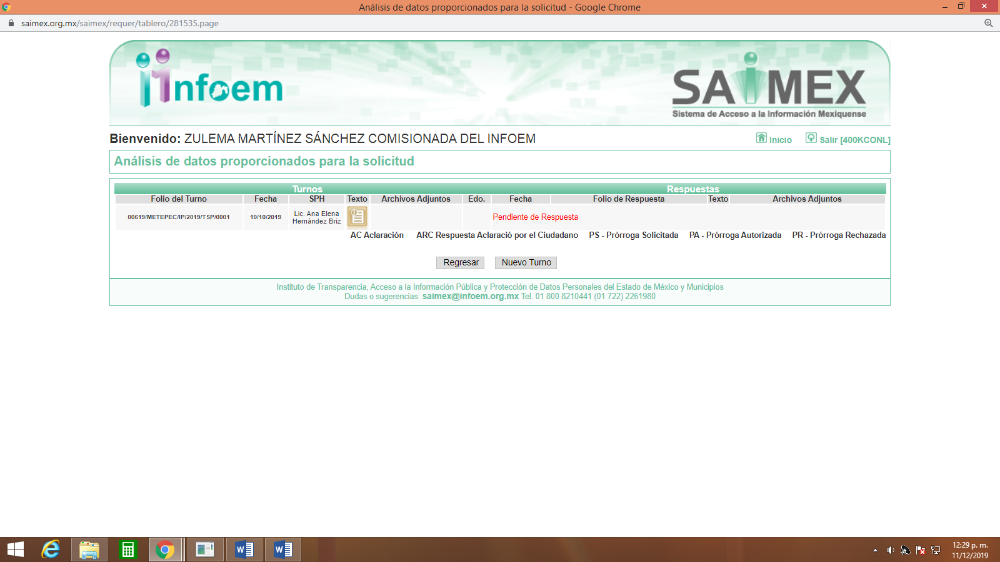 Análisis de datos proporcionados para la solicitud - Google Chrome
saimex.org.mx/saimex/requer/tablero/281535.page
infoem
SAIMEX
Sistema de Acceso a la Información Mexiquense
Bienvenido: ZULEMA MARTÍNEZ SÁNCHEZ COMISIONADA DEL INFOEM
Inicio Salir [400KCONL]
Análisis de datos proporcionados para la solicitud
Turnos Respuestas
Folio del Turno Fecha SPH Texto Archivos Adjuntos Edo. Fecha Folio de Respuesta Texto Archivos Adjuntos
00619/METEPEC/IP/2019/TSP/0001 10/10/2019 Lic. Ana Elena Hernández Briz Pendiente de Respuesta
AC Aclaración ARC Respuesta Aclaració por el Ciudadano PS - Prórroga Solicitada PA - Prórroga Autorizada PR - Prórroga Rechazada
Regresar Nuevo Turno
Instituto de Transparencia, Acceso a la Información Pública y Protección de Datos Personales del Estado de México y Municipios
Dudas o sugerencias: saimex@infoem.org.mx Tel. 01 800 8210441 (01 722) 2261980
12:29 p. m.
11/12/2019